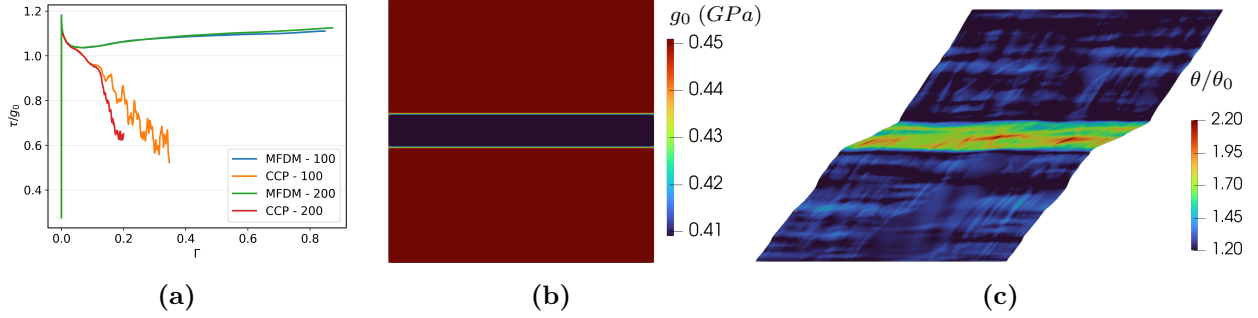 1.2
1.0
0.8
0.6
0.4
τ/g₀
0.0 0.2 0.4 0.6 0.8
Γ
MFDM - 100
CCP - 100
MFDM - 200
CCP - 200
(a)
g₀ (GPa)
0.45
0.44
0.43
0.42
0.41
(b)
θ/θ₀
2.20
1.95
1.70
1.45
1.20
(c)